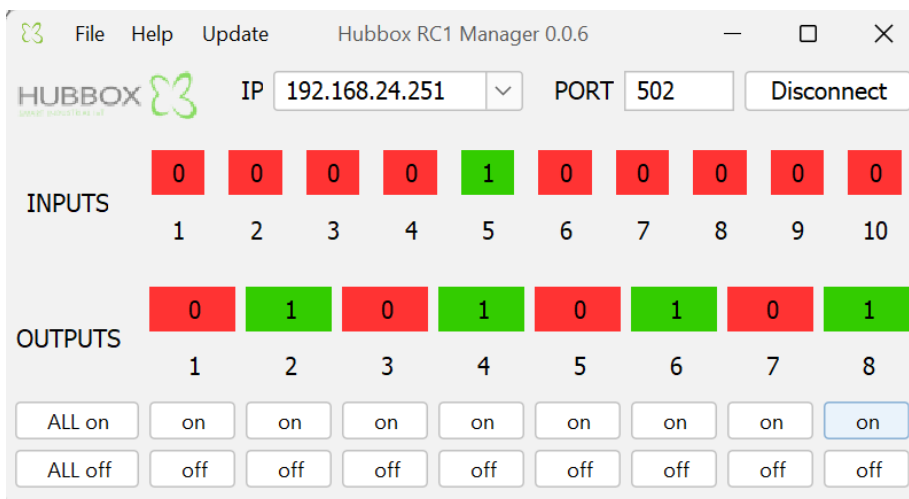 File Help Update Hubbox RC1 Manager 0.0.6
HUBBOX IP 192.168.24.251 PORT 502 Disconnect
0 0 0 0 1 0 0 0 0 0
INPUTS
1 2 3 4 5 6 7 8 9 10
0 1 0 1 0 1 0 1
OUTPUTS
1 2 3 4 5 6 7 8
ALL on on on on on on on on on
ALL off off off off off off off off off